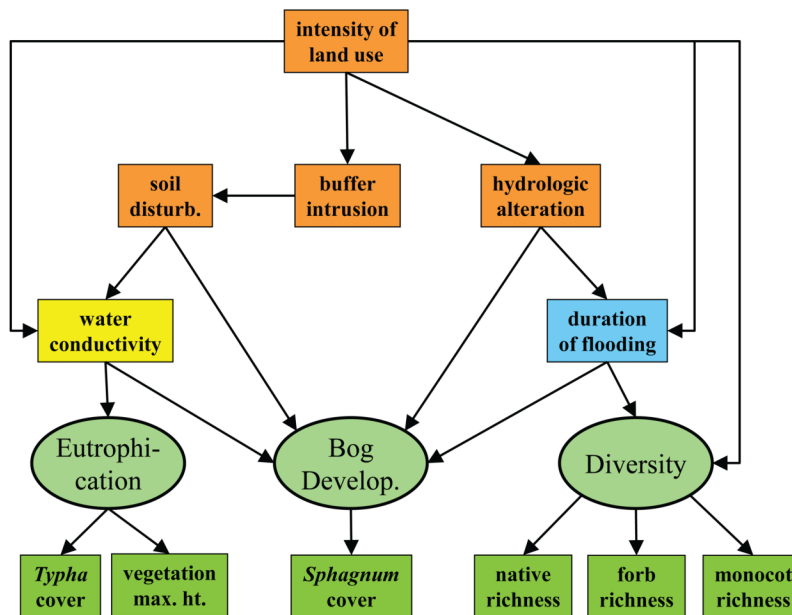 intensity of
land use
soil
disturb.
buffer
intrusion
hydrologic
alteration
water
conductivity
duration
of flooding
Eutrophi-
cation
Bog
Develop.
Diversity
Typha
cover
vegetation
max. ht.
Sphagnum
cover
native
richness
forb
richness
monocot
richness